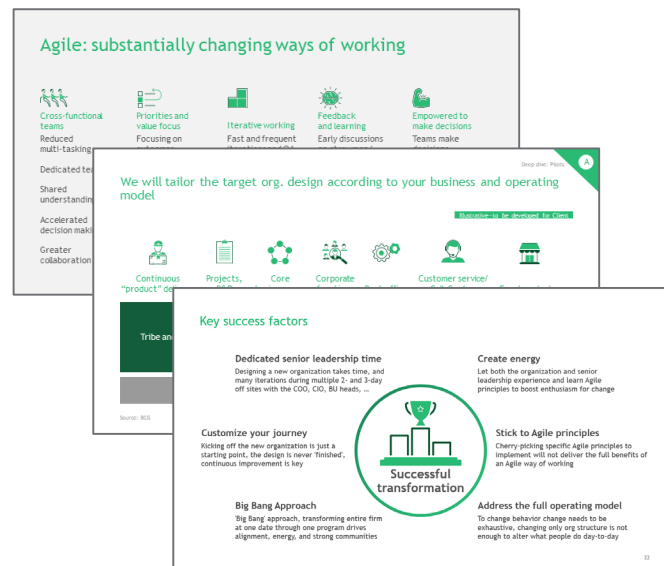 Agile: substantially changing ways of working
Cross-functional
teams
Reduced
multi-tasking
Dedicated
Shared
Accelerated
Greater
collaboration
Priorities and
value focus
Focusing on
Iterative working
Fast and frequent
Feedback
and learning
Early discussions
Empowered to
make decisions
Teams make
Deep dive: Pilots
A
We will tailor the target org. design according to your business and operating
model
Illustrative–to be developed for Client
Continuous
Projects,
Core
Corporate
Customer service/
Tribe
Source: BCG
Key success factors
Dedicated senior leadership time
Designing a new organization takes time, and
many iterations during multiple 2- and 3-day
off sites with the COO, CIO, BU heads, …
Customize your journey
Kicking off the new organization is just a
starting point, the design is never 'finished',
continuous improvement is key
Big Bang Approach
'Big Bang' approach, transforming entire firm
at one date through one program drives
alignment, energy, and strong communities
Successful
transformation
Create energy
Let both the organization and senior
leadership experience and learn Agile
principles to boost enthusiasm for change
Stick to Agile principles
Cherry-picking specific Agile principles to
implement will not deliver the full benefits of
an Agile way of working
Address the full operating model
To change behavior change needs to be
exhaustive, changing only org structure is not
enough to alter what people do day-to-day